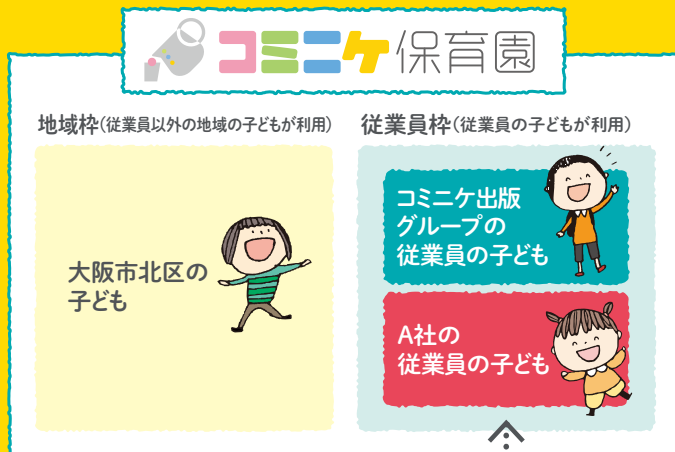 コミニケ保育園
地域枠(従業員以外の地域の子どもが利用)
従業員枠(従業員の子どもが利用)
大阪市北区の
子ども
コミニケ出版
グループの
従業員の子ども
A社の
従業員の子ども